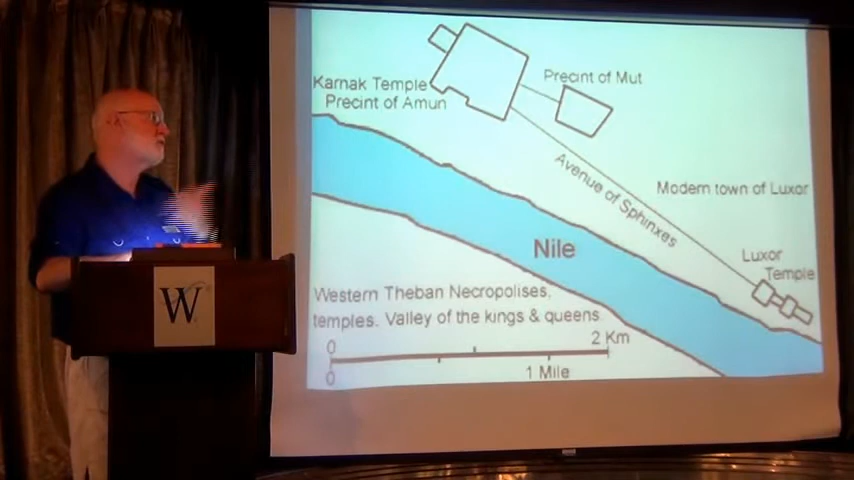 Karnak Temple
Precint of Amun
Precint of Mut
Avenue of Sphinxes
Modern town of Luxor
Nile
Luxor
Temple
Western Theban Necropolises,
temples. Valley of the kings & queens
0
2 Km
0
1 Mile
W